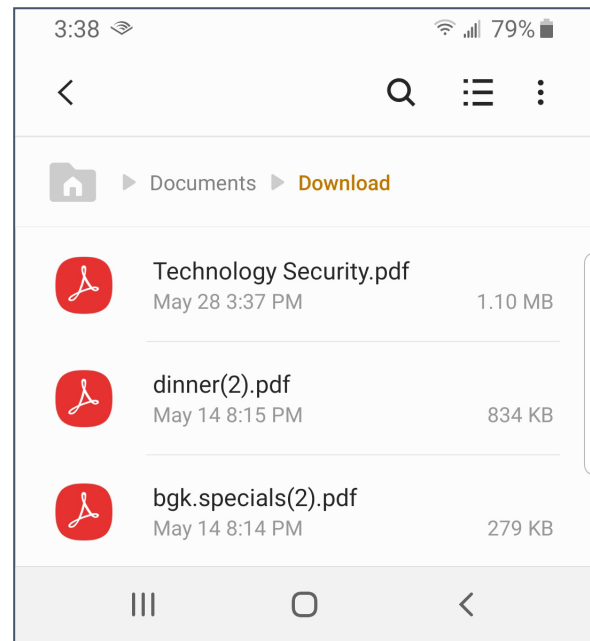 3:38 79%
Documents Download
Technology Security.pdf
May 28 3:37 PM 1.10 MB
dinner(2).pdf
May 14 8:15 PM 834 KB
bgk.specials(2).pdf
May 14 8:14 PM 279 KB